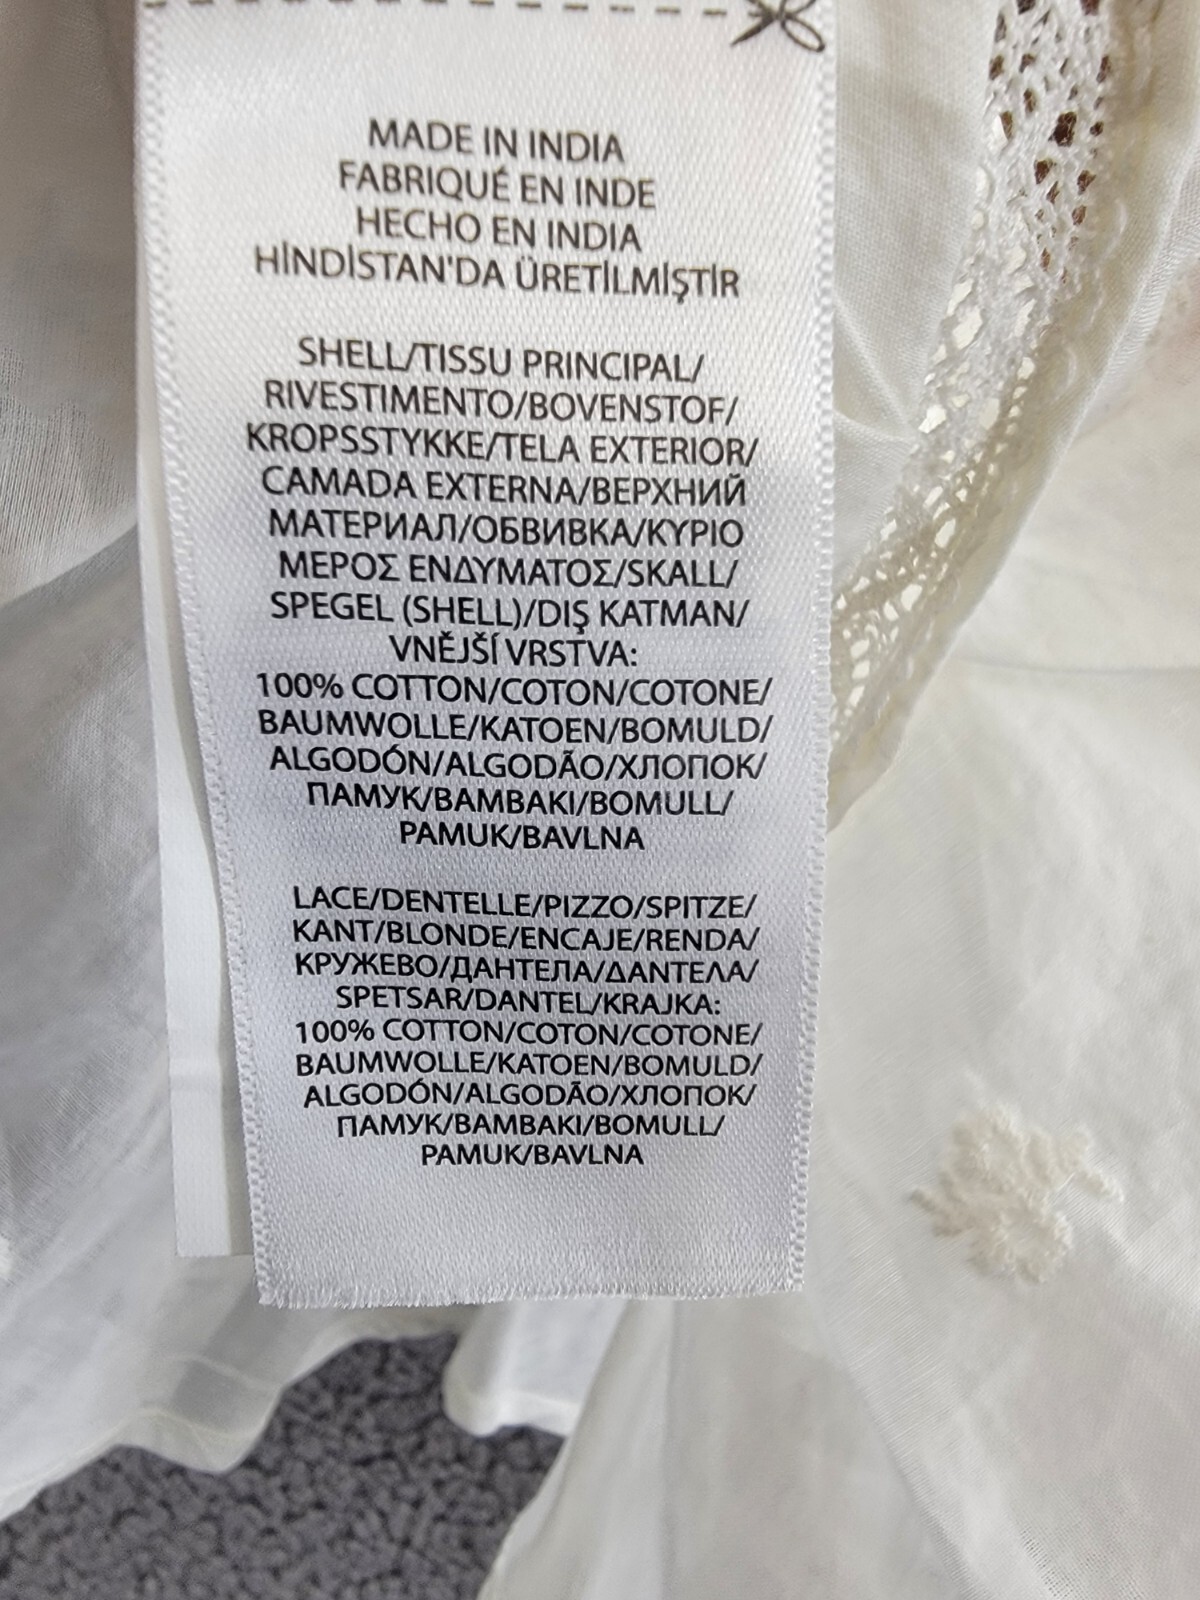 MADE IN INDIA
FABRIQUÉ EN INDE
HECHO EN INDIA
HİNDİSTAN'DA ÜRETİLMİŞTİR
SHELL/TISSU PRINCIPAL/
RIVESTIMENTO/BOVENSTOF/
KROPSSTYKKE/TELA EXTERIOR/
CAMADA EXTERNA/ВЕРХНИЙ
МАТЕРИАЛ/ОБВИВКА/ΚΥΡΙΟ
ΜΕΡΟΣ ΕΝΔΥΜΑΤΟΣ/SKALL/
SPEGEL (SHELL)/DIŞ KATMAN/
VNĚJŠÍ VRSTVA:
100% COTTON/COTON/COTONE/
BAUMWOLLE/KATOEN/BOMULD/
ALGODÓN/ALGODÃO/ХЛОПОК/
ПАМУК/ΒΑΜΒΑΚΙ/BOMULL/
PAMUK/BAVLNA
LACE/DENTELLE/PIZZO/SPITZE/
KANT/BLONDE/ENCAJE/RENDA/
КРУЖЕВО/ДАНТЕЛА/ΔΑΝΤΕΛΑ/
SPETSAR/DANTEL/KRAJKA:
100% COTTON/COTON/COTONE/
BAUMWOLLE/KATOEN/BOMULD/
ALGODÓN/ALGODÃO/ХЛОПОК/
ПАМУК/ΒΑΜΒΑΚΙ/BOMULL/
PAMUK/BAVLNA